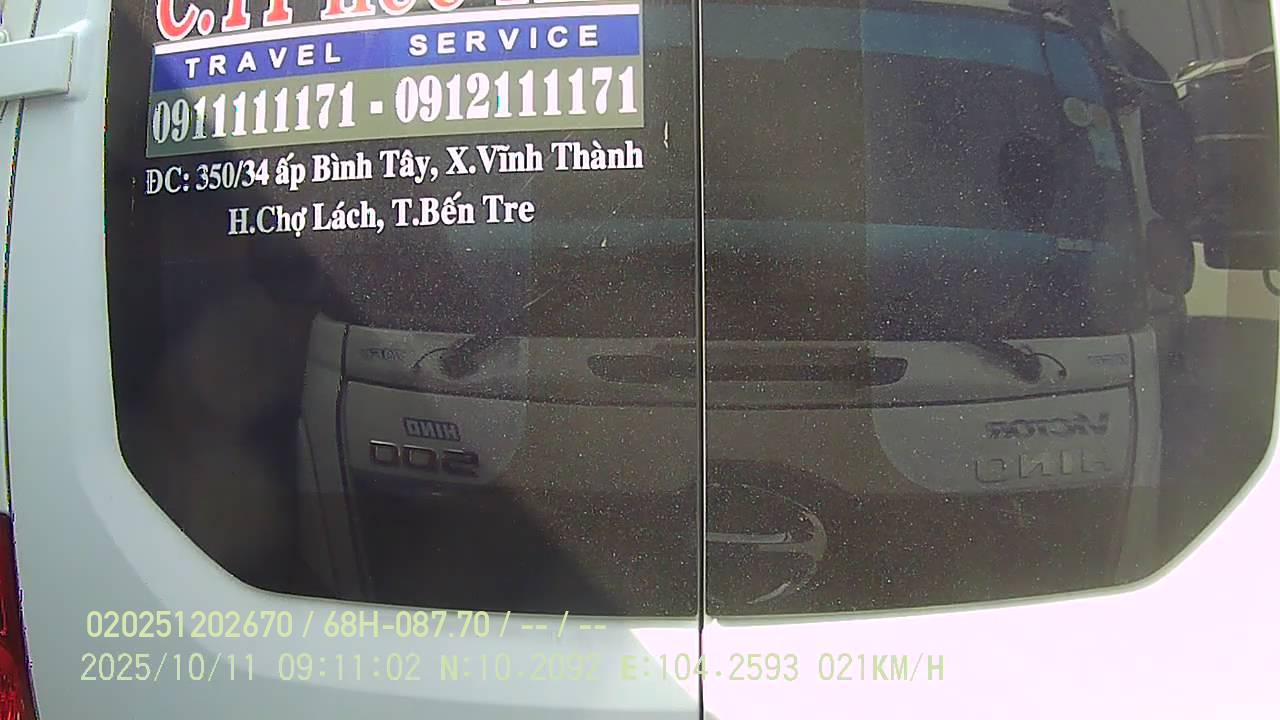 C.TY
TRAVEL SERVICE
0911111171 - 0912111171
ĐC: 350/34 ấp Bình Tây, X.Vĩnh Thành
H.Chợ Lách, T.Bến Tre
HINO
500
VICTOR
HINO
020251202670 / 68H-087.70 / -- / --
2025/10/11 09:11:02 N:10.2092 E:104.2593 021KM/H